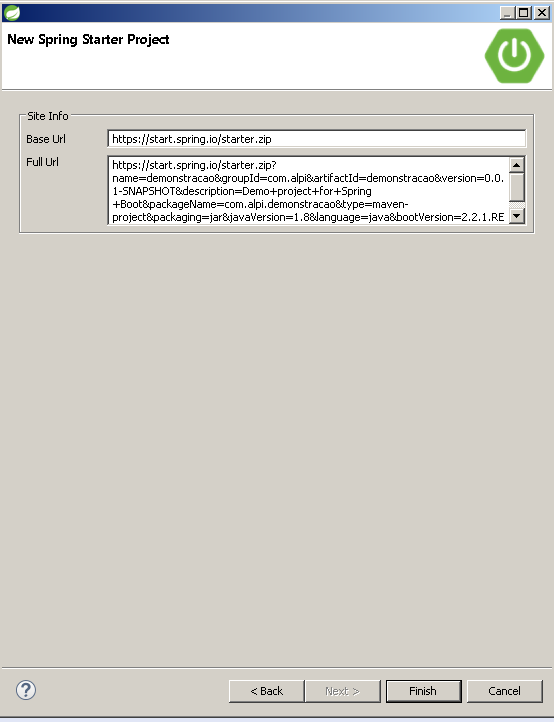 New Spring Starter Project
Site Info
Base Url
https://start.spring.io/starter.zip
Full Url
https://start.spring.io/starter.zip?
name=demonstracao&groupId=com.alpi&artifactId=demonstracao&version=0.0.
1-SNAPSHOT&description=Demo+project+for+Spring
+Boot&packageName=com.alpi.demonstracao&type=maven-
project&packaging=jar&javaVersion=1.8&language=java&bootVersion=2.2.1.RE
?
< Back
Next >
Finish
Cancel